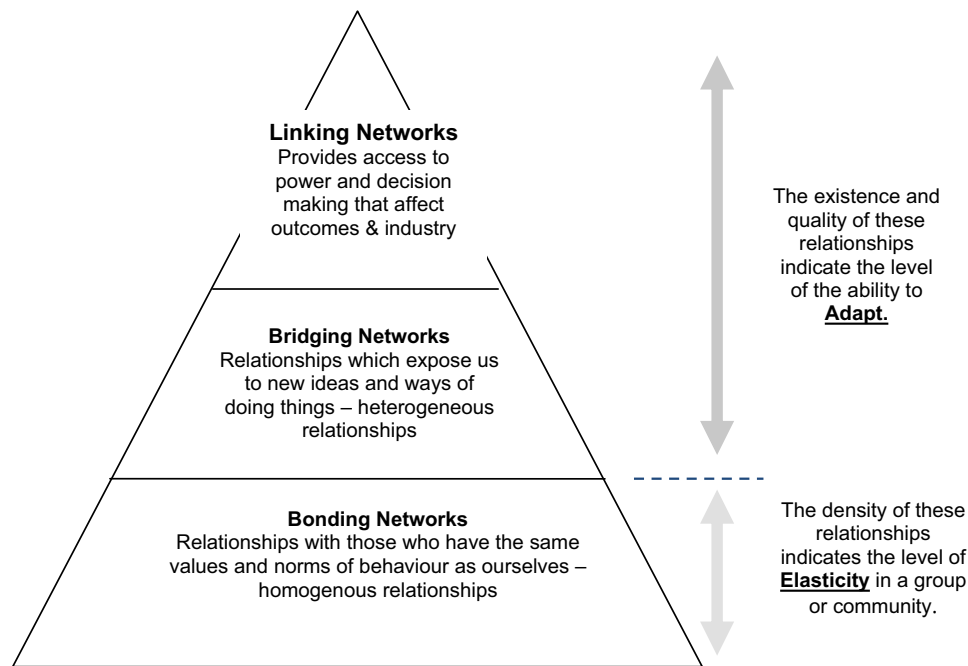 Linking Networks
Provides access to
power and decision
making that affect
outcomes & industry
Bridging Networks
Relationships which expose us
to new ideas and ways of
doing things – heterogeneous
relationships
Bonding Networks
Relationships with those who have the same
values and norms of behaviour as ourselves –
homogenous relationships
The existence and
quality of these
relationships
indicate the level
of the ability to
Adapt.
The density of these
relationships
indicates the level of
Elasticity in a group
or community.